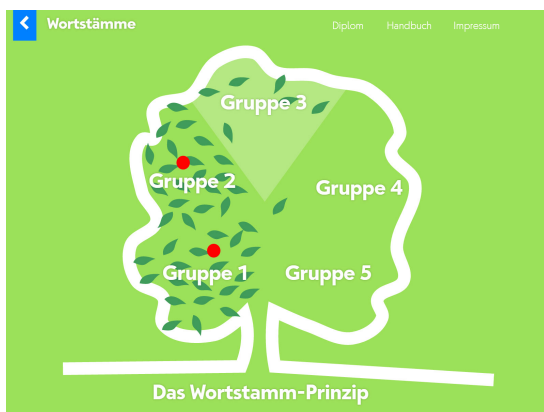 Wortstämme
Diplom Handbuch Impressum
Gruppe 3
Gruppe 2
Gruppe 4
Gruppe 1
Gruppe 5
Das Wortstamm-Prinzip